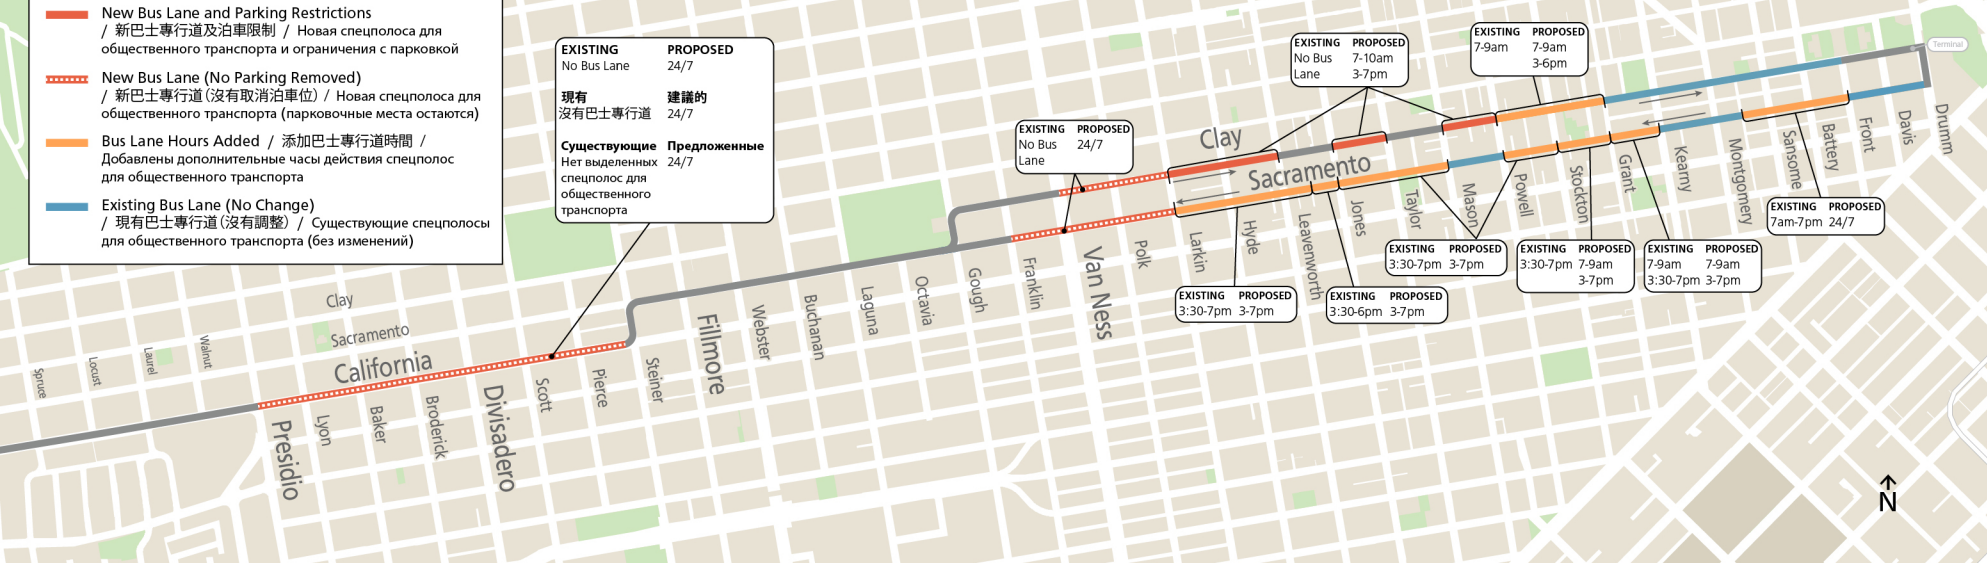 New Bus Lane and Parking Restrictions
/ 新巴士專行道及泊車限制 / Новая спецполоса для
общественного транспорта и ограничения с парковкой
New Bus Lane (No Parking Removed)
/ 新巴士專行道(沒有取消泊車位) / Новая спецполоса для
общественного транспорта (парковочные места остаются)
Bus Lane Hours Added / 添加巴士專行道時間 /
Добавлены дополнительные часы действия спецполос
для общественного транспорта
Existing Bus Lane (No Change)
/ 現有巴士專行道(沒有調整) / Существующие спецполосы
для общественного транспорта (без изменений)
EXISTING PROPOSED
No Bus Lane 24/7
現有 建議的
沒有巴士專行道 24/7
Существующие Предложенные
Нет выделенных 24/7
спецполос для
общественного
транспорта
EXISTING PROPOSED
No Bus 24/7
Lane
EXISTING PROPOSED
No Bus 7-10am
Lane 3-7pm
EXISTING PROPOSED
7-9am 7-9am
3-6pm
Terminal
Clay
Sacramento
EXISTING PROPOSED
3:30-7pm 3-7pm
EXISTING PROPOSED
3:30-6pm 3-7pm
EXISTING PROPOSED
3:30-7pm 3-7pm
EXISTING PROPOSED
3:30-7pm 7-9am
3-7pm
EXISTING PROPOSED
7-9am 7-9am
3:30-7pm 3-7pm
EXISTING PROPOSED
7am-7pm 24/7
Clay
Sacramento
California
Spruce
Locust
Laurel
Walnut
Presidio
Lyon
Baker
Broderick
Divisadero
Scott
Pierce
Steiner
Fillmore
Webster
Buchanan
Laguna
Octavia
Gough
Franklin
Van Ness
Polk
Larkin
Hyde
Leavenworth
Jones
Taylor
Mason
Powell
Stockton
Grant
Kearny
Montgomery
Sansome
Battery
Front
Davis
Drumm
N